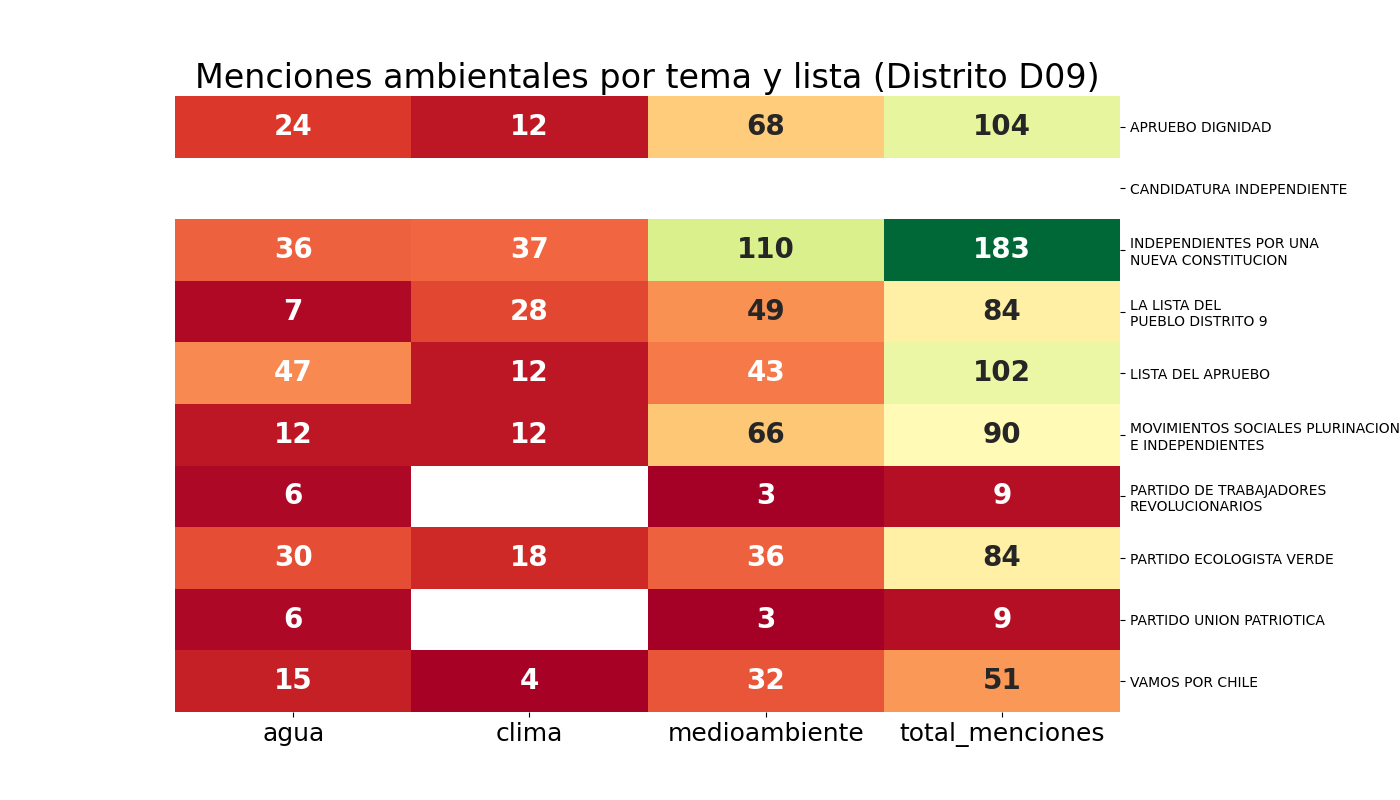 Menciones ambientales por tema y lista (Distrito D09)
24 12 68 104 APRUEBO DIGNIDAD
CANDIDATURA INDEPENDIENTE
36 37 110 183 INDEPENDIENTES POR UNA
NUEVA CONSTITUCION
7 28 49 84 LA LISTA DEL
PUEBLO DISTRITO 9
47 12 43 102 LISTA DEL APRUEBO
12 12 66 90 MOVIMIENTOS SOCIALES PLURINACION
E INDEPENDIENTES
6 3 9 PARTIDO DE TRABAJADORES
REVOLUCIONARIOS
30 18 36 84 PARTIDO ECOLOGISTA VERDE
6 3 9 PARTIDO UNION PATRIOTICA
15 4 32 51 VAMOS POR CHILE
agua clima medioambiente total_menciones